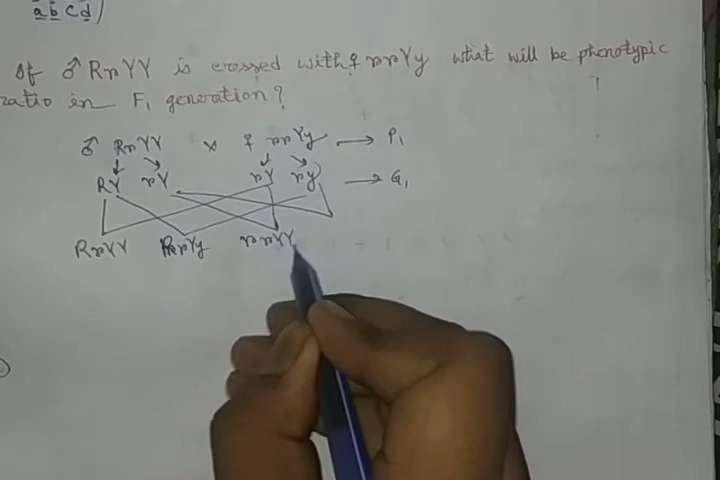 a b C d)
If ♂ RrYY is crossed with ♀ rrYy what will be phenotypic
ratio in F1 generation?
♂ RrYY x ♀ rrYy → P1
RY rY rY ry → G1
RrYY RrYy rrYY